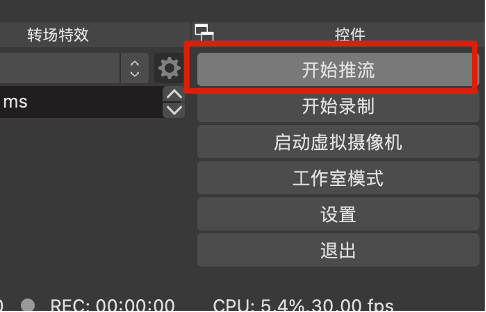 转场特效
控件
开始推流
ms
开始录制
启动虚拟摄像机
工作室模式
设置
退出
0 REC: 00:00:00 CPU: 5.4%,30.00 fps